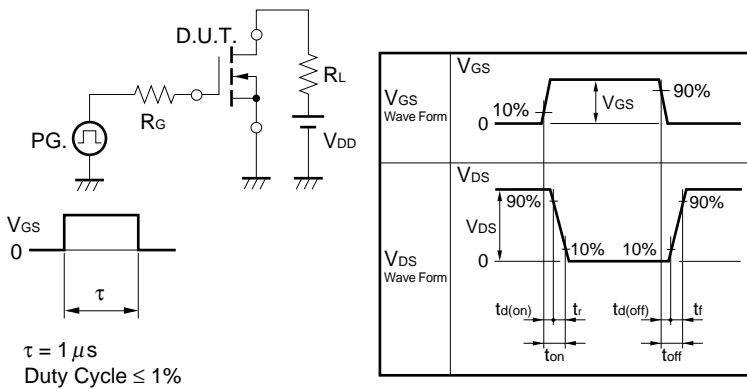 D.U.T.
RL
RG
PG.
VDD
VGS
0
τ
τ = 1 μs
Duty Cycle ≤ 1%
VGS
Wave Form
VGS
10%
VGS
90%
0
VDS
Wave Form
VDS
90%
VDS
10%
10%
90%
0
td(on)
tr
td(off)
tf
ton
toff